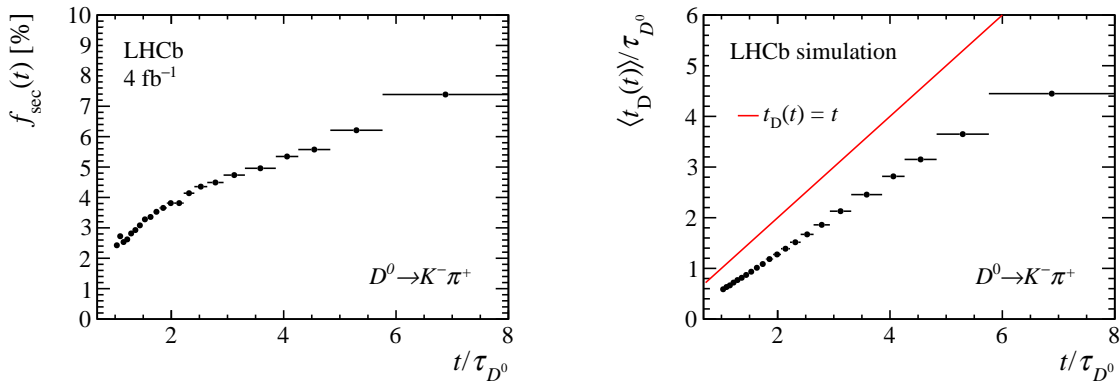 f_sec(t) [%]
10
9
8
7
6
5
4
3
2
1
0
LHCb
4 fb⁻¹
D⁰→K⁻π⁺
2 4 6 8
t/τ_D⁰
⟨t_D(t)⟩/τ_D⁰
6
5
4
3
2
1
0
LHCb simulation
t_D(t) = t
D⁰→K⁻π⁺
2 4 6 8
t/τ_D⁰